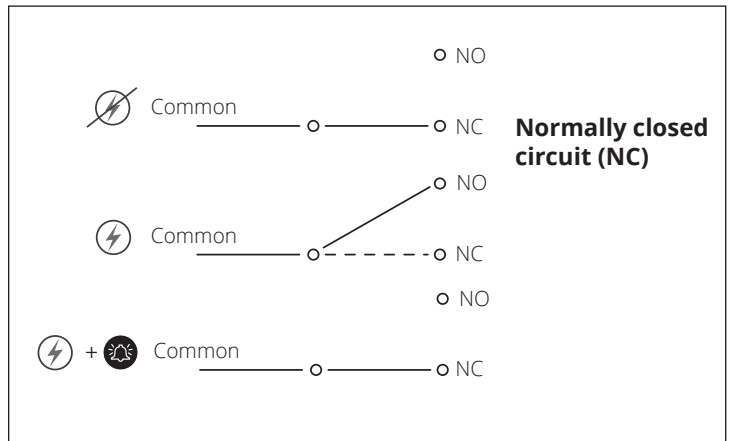 NO
Common
NC
Normally closed
circuit (NC)
NO
Common
NC
NO
+
Common
NC